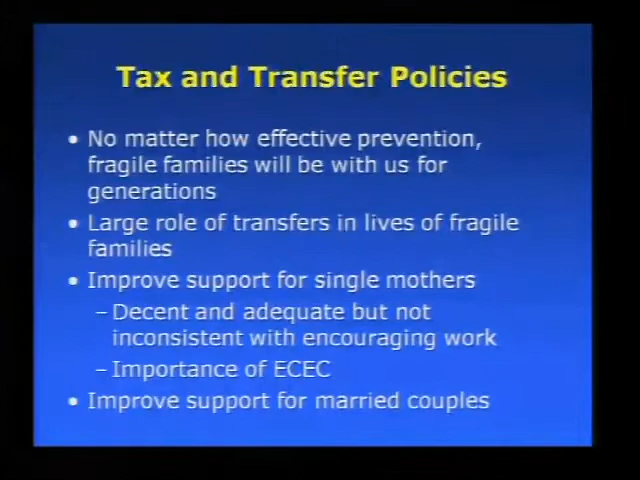 Tax and Transfer Policies
• No matter how effective prevention,
fragile families will be with us for
generations
• Large role of transfers in lives of fragile
families
• Improve support for single mothers
– Decent and adequate but not
inconsistent with encouraging work
– Importance of ECEC
• Improve support for married couples